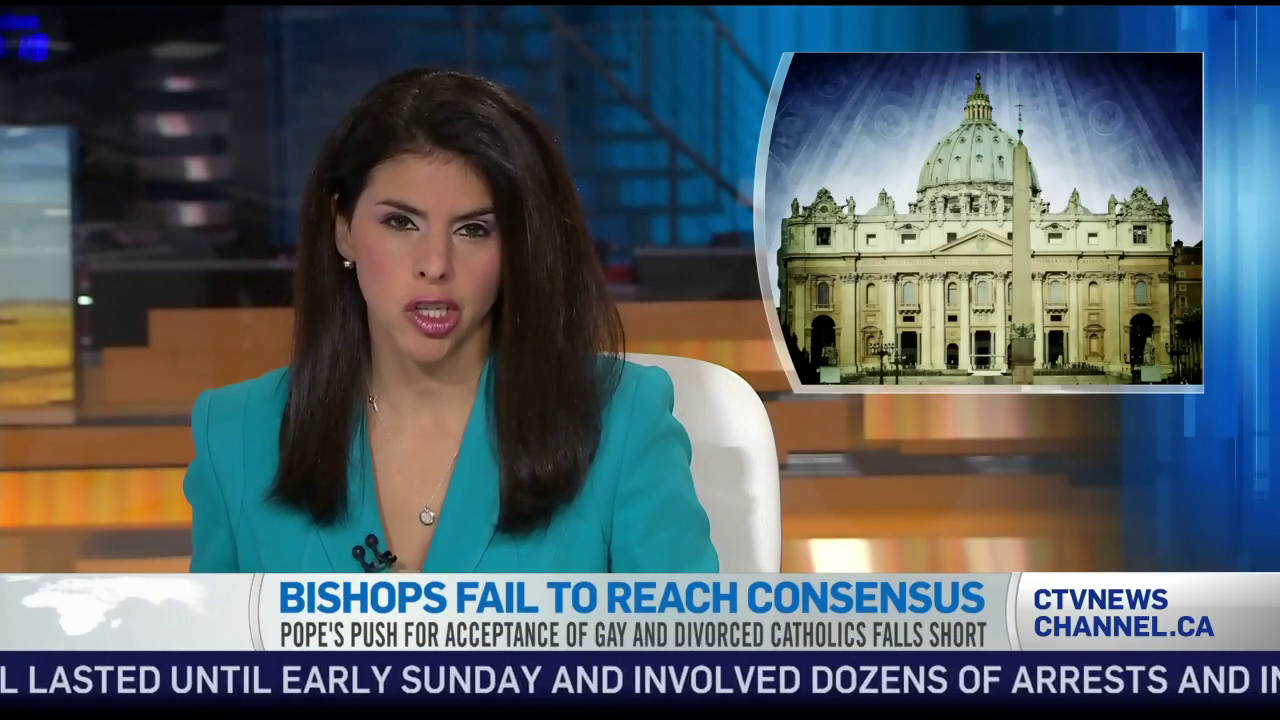 BISHOPS FAIL TO REACH CONSENSUS
POPE'S PUSH FOR ACCEPTANCE OF GAY AND DIVORCED CATHOLICS FALLS SHORT
CTVNEWS
CHANNEL.CA
L LASTED UNTIL EARLY SUNDAY AND INVOLVED DOZENS OF ARRESTS AND IN